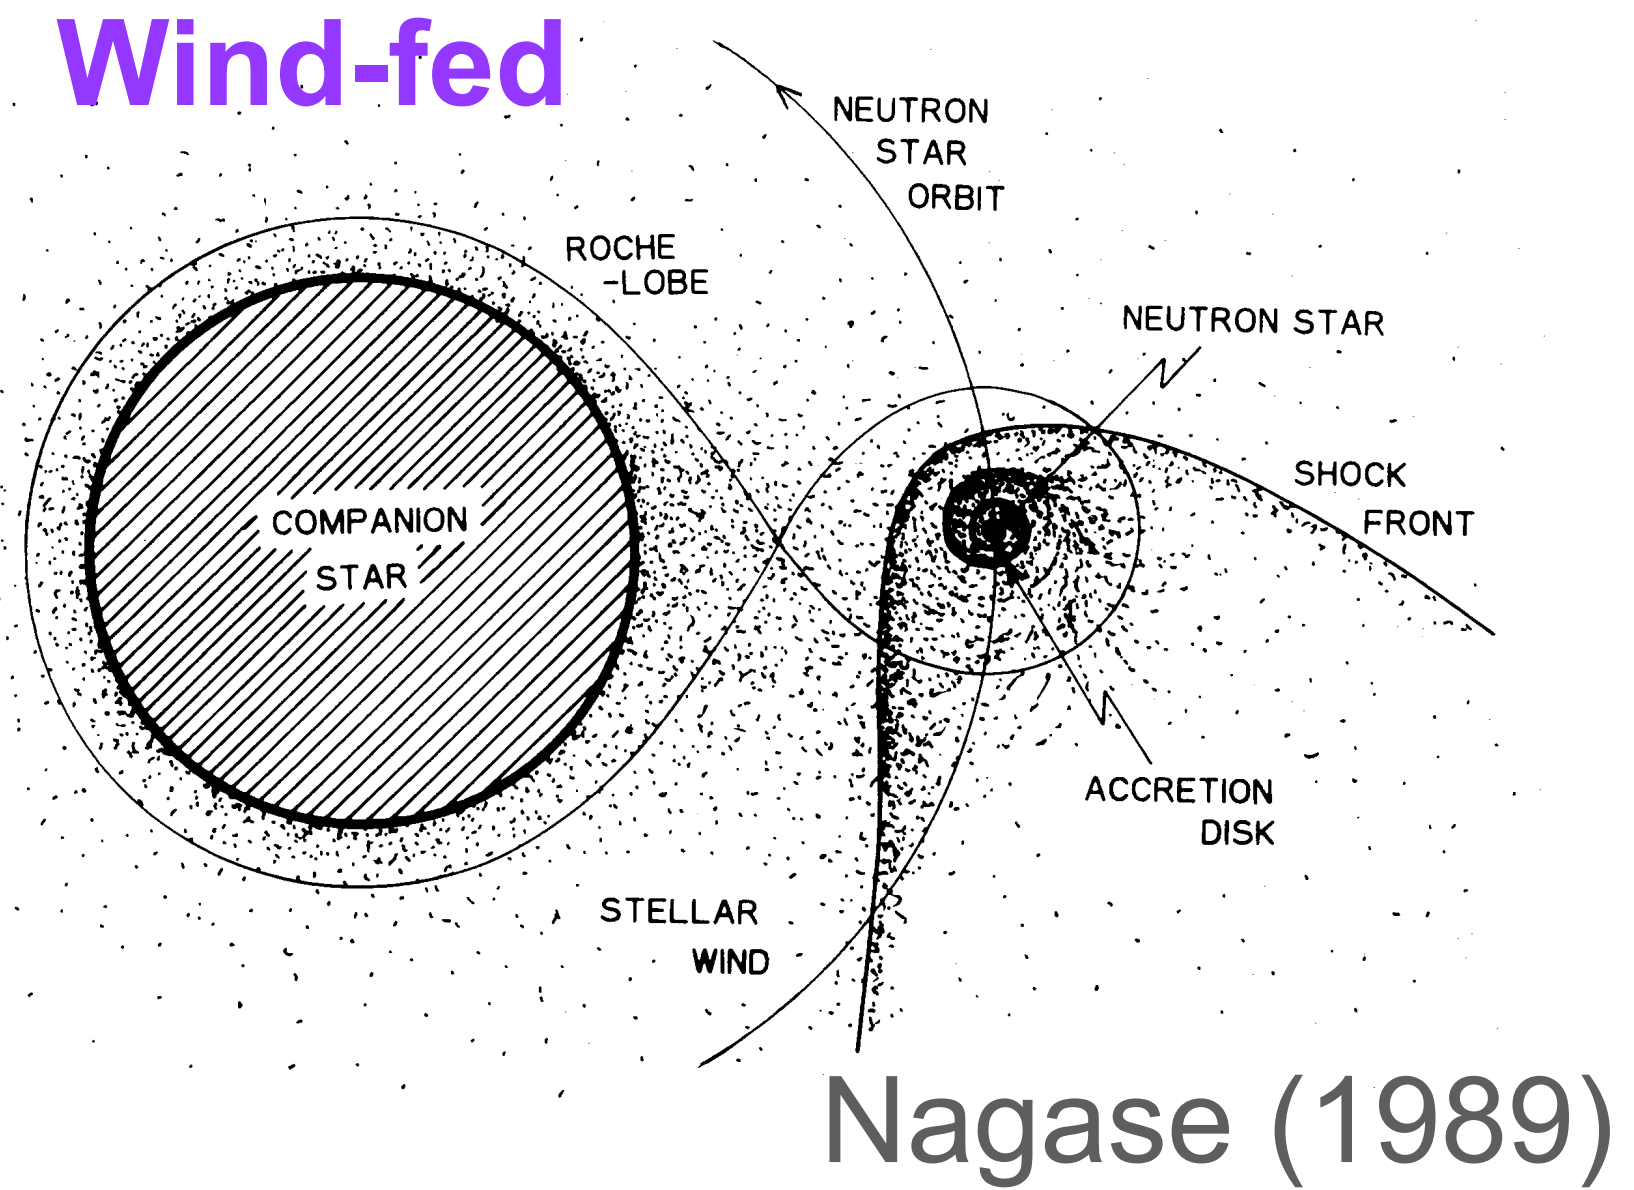 Wind-fed
NEUTRON
STAR
ORBIT
ROCHE
-LOBE
NEUTRON STAR
SHOCK
FRONT
COMPANION
STAR
ACCRETION
DISK
STELLAR
WIND
Nagase (1989)